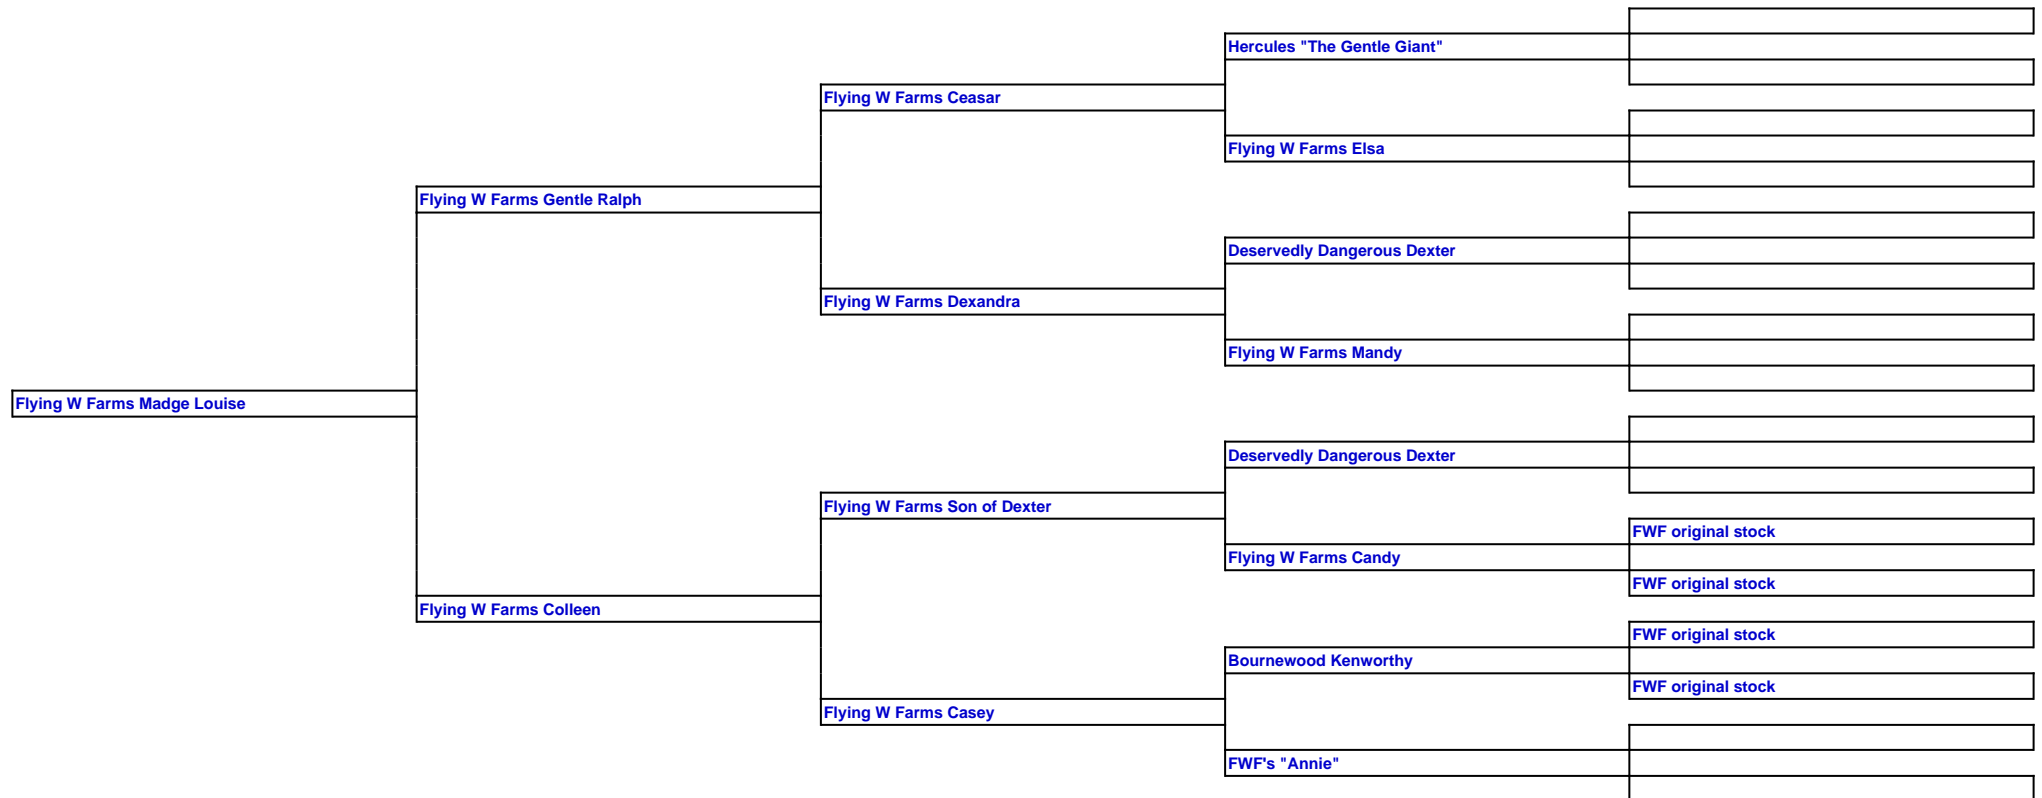 Hercules "The Gentle Giant"
Flying W Farms Ceasar
Flying W Farms Elsa
Flying W Farms Gentle Ralph
Deservedly Dangerous Dexter
Flying W Farms Dexandra
Flying W Farms Mandy
Flying W Farms Madge Louise
Deservedly Dangerous Dexter
Flying W Farms Son of Dexter
FWF original stock
Flying W Farms Candy
FWF original stock
Flying W Farms Colleen
FWF original stock
Bournewood Kenworthy
FWF original stock
Flying W Farms Casey
FWF's "Annie"